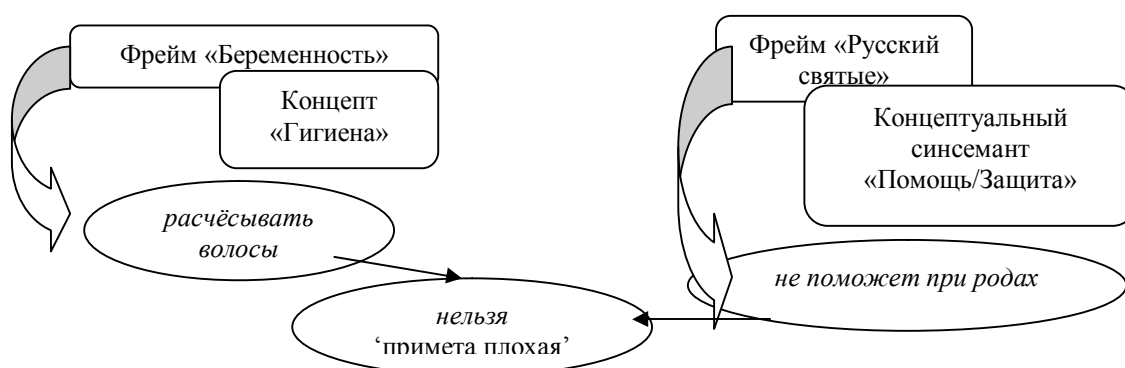 Фрейм «Беременность»
Концепт
«Гигиена»
расчёсывать
волосы
Фрейм «Русский
святые»
Концептуальный
синсемант
«Помощь/Защита»
не поможет при родах
нельзя
‘примета плохая’